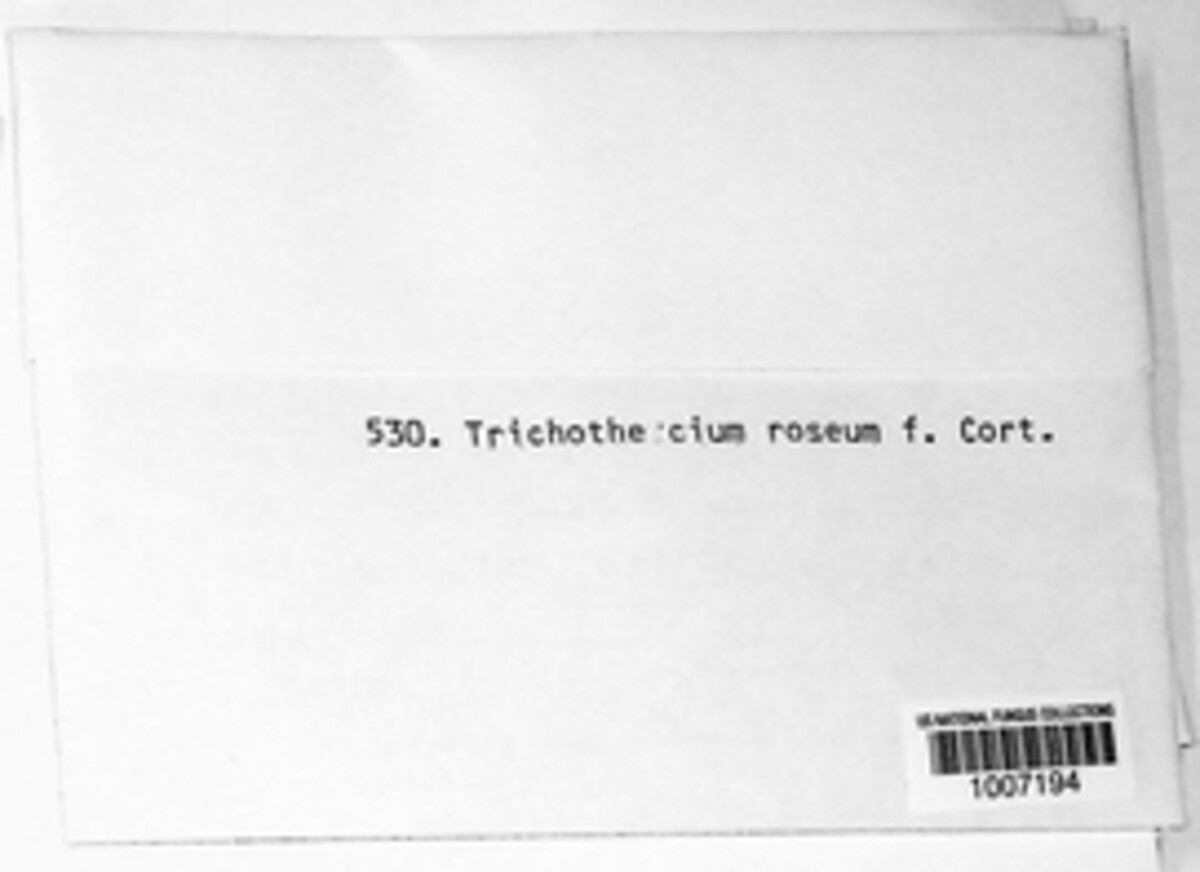 530. Trichothecium roseum f. Cort.
US NATIONAL FUNGUS COLLECTIONS
1007194